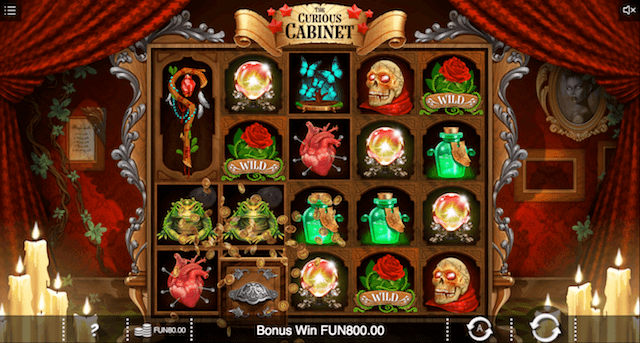 THE
CURIOUS
CABINET
WILD
WILD
WILD
?
FUN80.00
Bonus Win FUN800.00
A